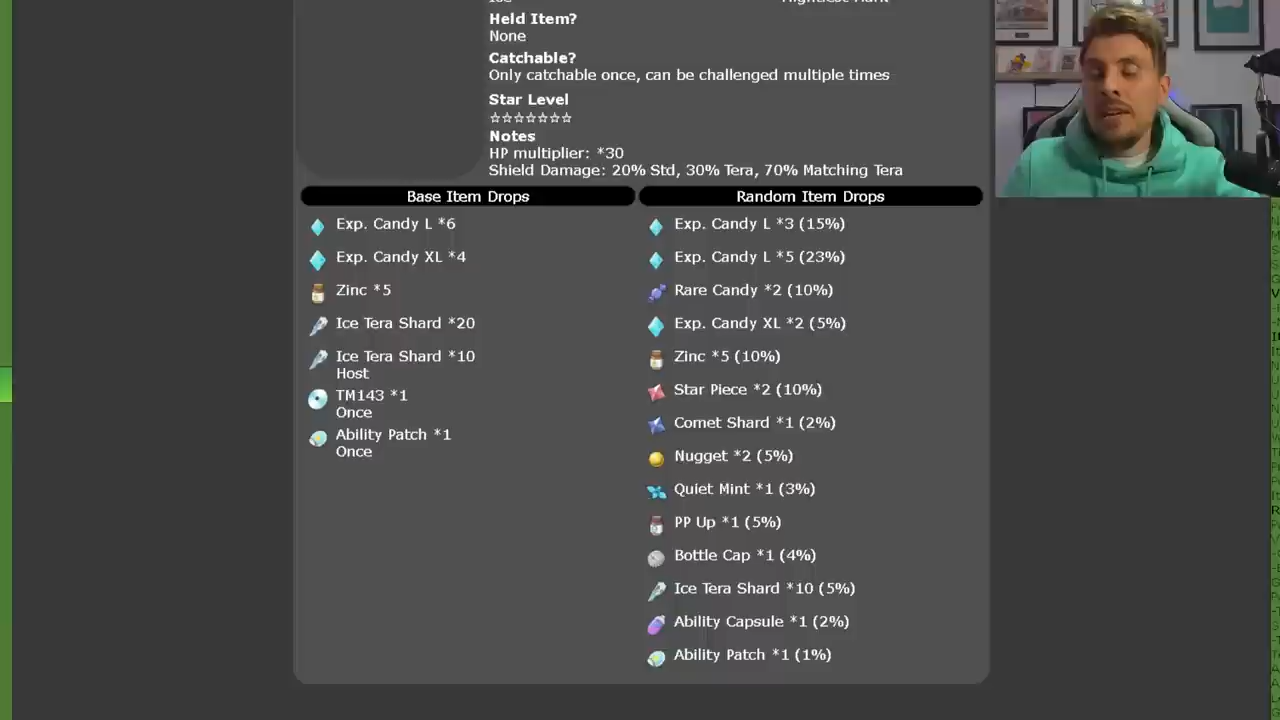 Ice
Mightiest Mark
Held Item?
None
Catchable?
Only catchable once, can be challenged multiple times
Star Level
☆☆☆☆☆☆☆
Notes
HP multiplier: *30
Shield Damage: 20% Std, 30% Tera, 70% Matching Tera
Base Item Drops
Exp. Candy L *6
Exp. Candy XL *4
Zinc *5
Ice Tera Shard *20
Ice Tera Shard *10
Host
TM143 *1
Once
Ability Patch *1
Once
Random Item Drops
Exp. Candy L *3 (15%)
Exp. Candy L *5 (23%)
Rare Candy *2 (10%)
Exp. Candy XL *2 (5%)
Zinc *5 (10%)
Star Piece *2 (10%)
Comet Shard *1 (2%)
Nugget *2 (5%)
Quiet Mint *1 (3%)
PP Up *1 (5%)
Bottle Cap *1 (4%)
Ice Tera Shard *10 (5%)
Ability Capsule *1 (2%)
Ability Patch *1 (1%)